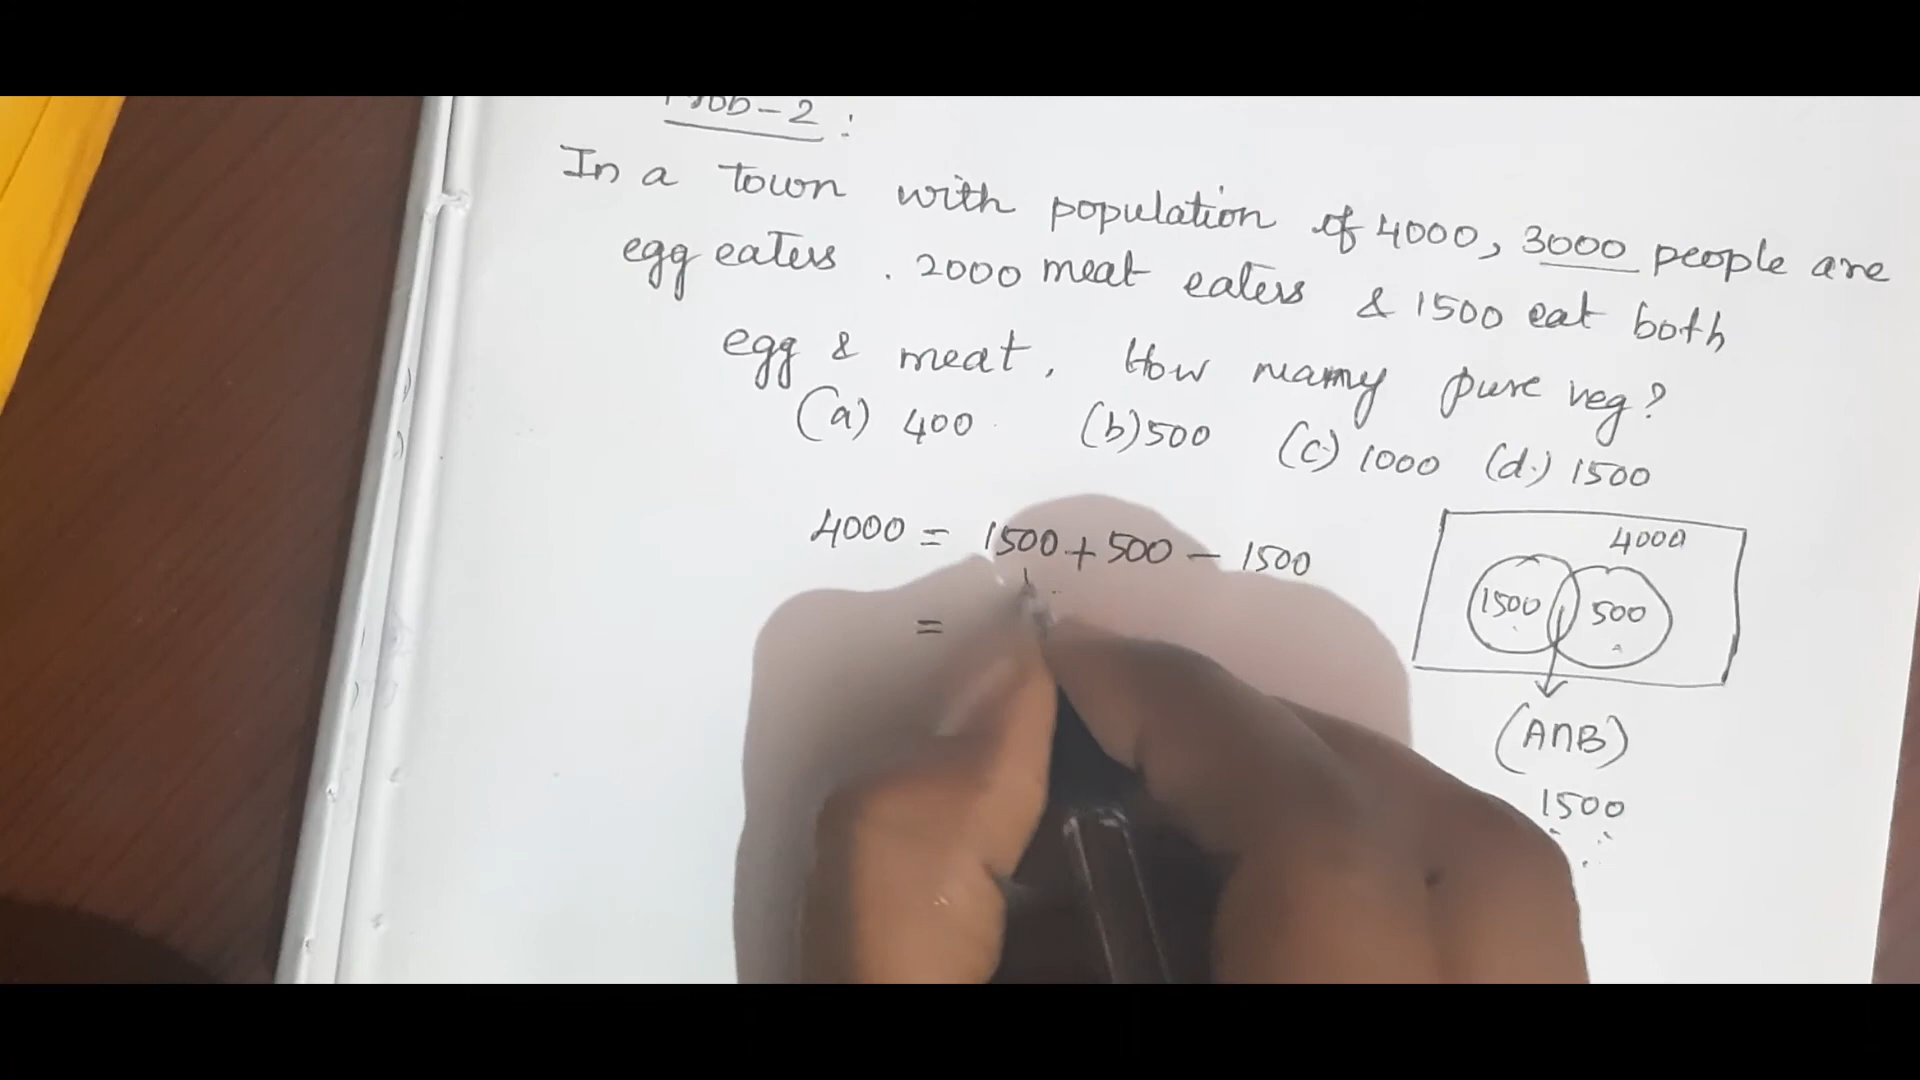 -2 :
In a town with population of 4000, 3000 people are
egg eaters . 2000 meat eaters & 1500 eat both
egg & meat, How many pure veg?
(a) 400 (b) 500 (c) 1000 (d.) 1500
4000 = 1500 + 500 - 1500
=
4000
1500 500
(A∩B)
1500